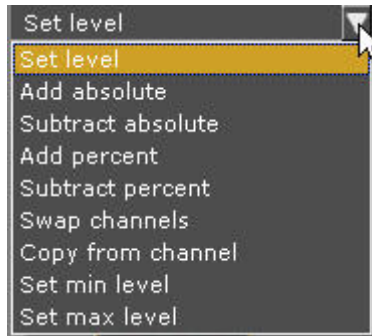 Set level
Set level
Add absolute
Subtract absolute
Add percent
Subtract percent
Swap channels
Copy from channel
Set min level
Set max level